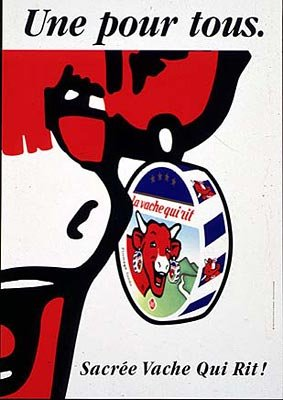 Une pour tous.
la vache qui rit
Sacrée Vache Qui Rit !